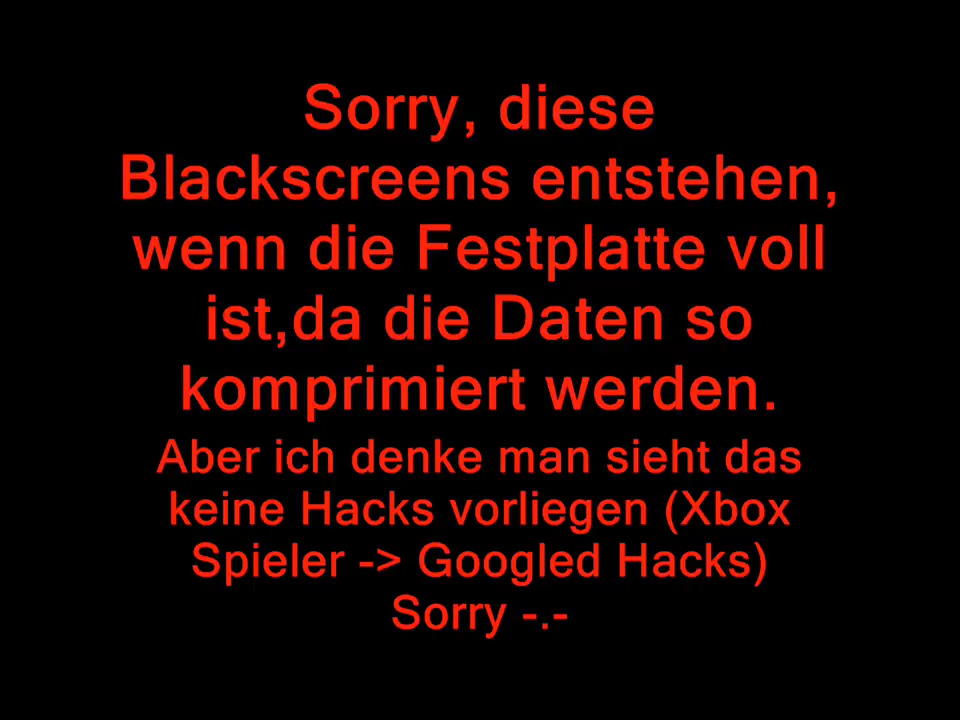 Sorry, diese
Blackscreens entstehen,
wenn die Festplatte voll
ist,da die Daten so
komprimiert werden.
Aber ich denke man sieht das
keine Hacks vorliegen (Xbox
Spieler -> Googled Hacks)
Sorry -.-